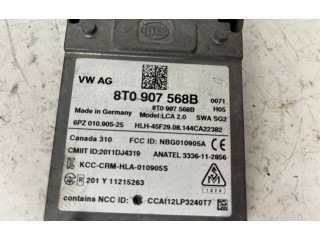 HELLA
VW AG
8T0 907 568B 0071
8T0 907 568B H05
Made in Germany Model:LCA 2.0 SWA SG2
6PZ 010.905-25 HLH-45F29.08.144CA22382
Canada 310 FCC ID: NBG010905A
CMIIT ID:2011DJ4319 ANATEL 3336-11-2856
KCC-CRM-HLA-010905S
R 201 Y 11215263
contains NCC ID: CCAI12LP3240T7